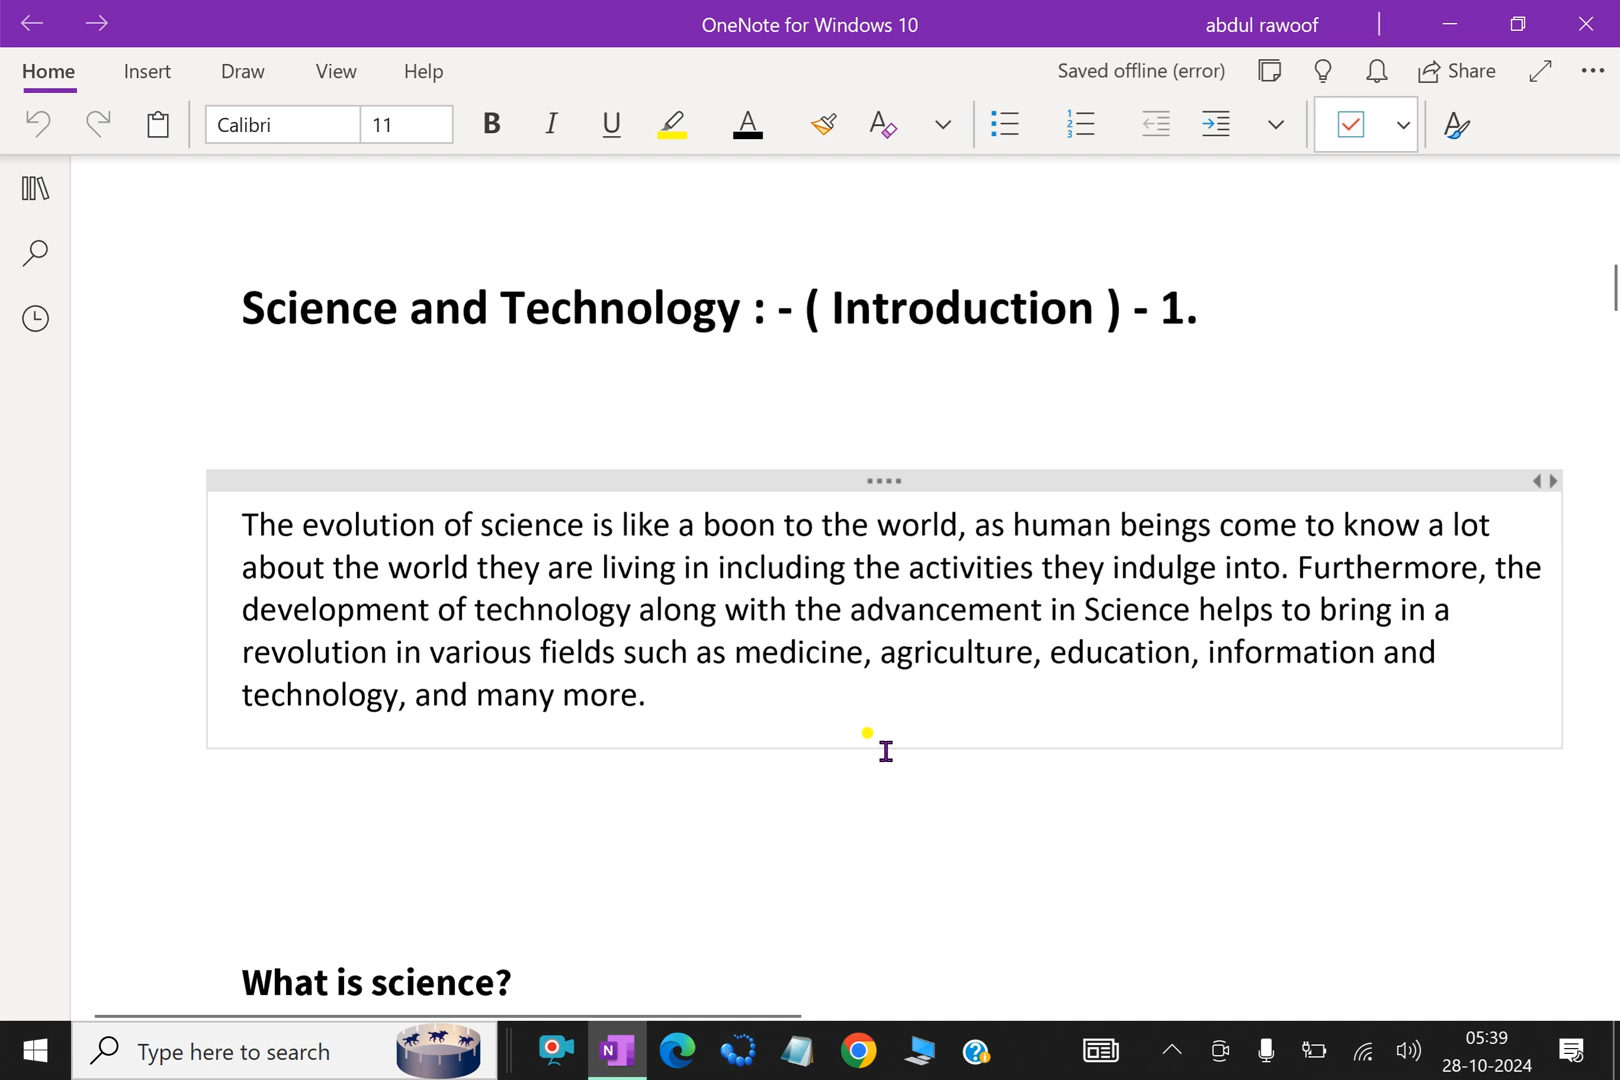 OneNote for Windows 10
abdul rawoof
Home Insert Draw View Help
Saved offline (error)
Share
Calibri 11
B I U A A
Science and Technology : - ( Introduction ) - 1.
The evolution of science is like a boon to the world, as human beings come to know a lot
about the world they are living in including the activities they indulge into. Furthermore, the
development of technology along with the advancement in Science helps to bring in a
revolution in various fields such as medicine, agriculture, education, information and
technology, and many more.
What is science?
Type here to search
05:39
28-10-2024